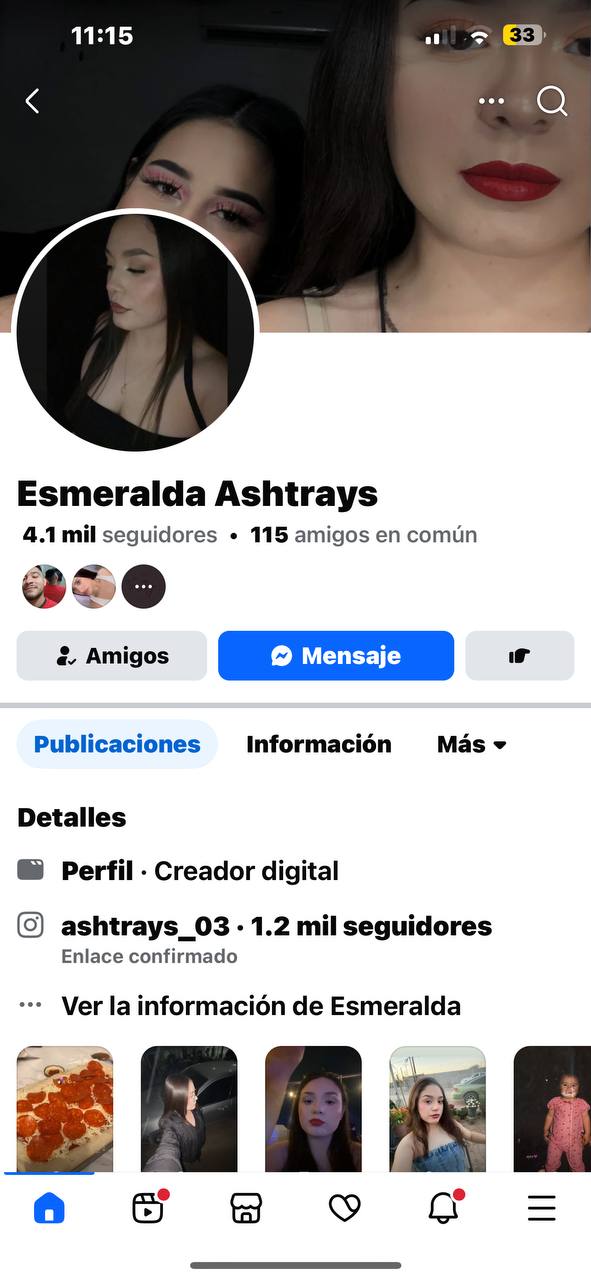 11:15
33
Esmeralda Ashtrays
4.1 mil seguidores • 115 amigos en común
Amigos
Mensaje
Publicaciones
Información
Más
Detalles
Perfil · Creador digital
ashtrays_03 · 1.2 mil seguidores
Enlace confirmado
Ver la información de Esmeralda